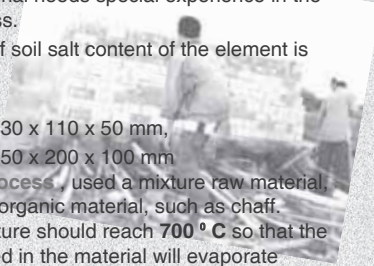 needs special experience in the
ss.
f soil salt content of the element is
30 x 110 x 50 mm,
50 x 200 x 100 mm
ocess , used a mixture raw material,
organic material, such as chaff.
ture should reach 700 º C so that the
ed in the material will evaporate